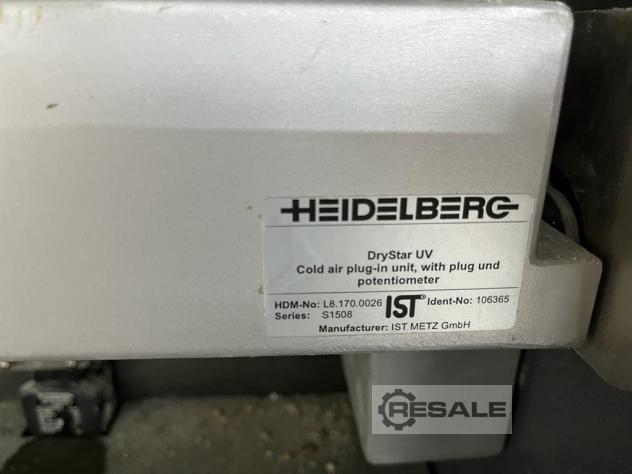 HEIDELBERG
DryStar UV
Cold air plug-in unit, with plug und
potentiometer
HDM-No: L8.170.0026 IST® Ident-No: 106365
Series: S1508
Manufacturer: IST METZ GmbH
RESALE